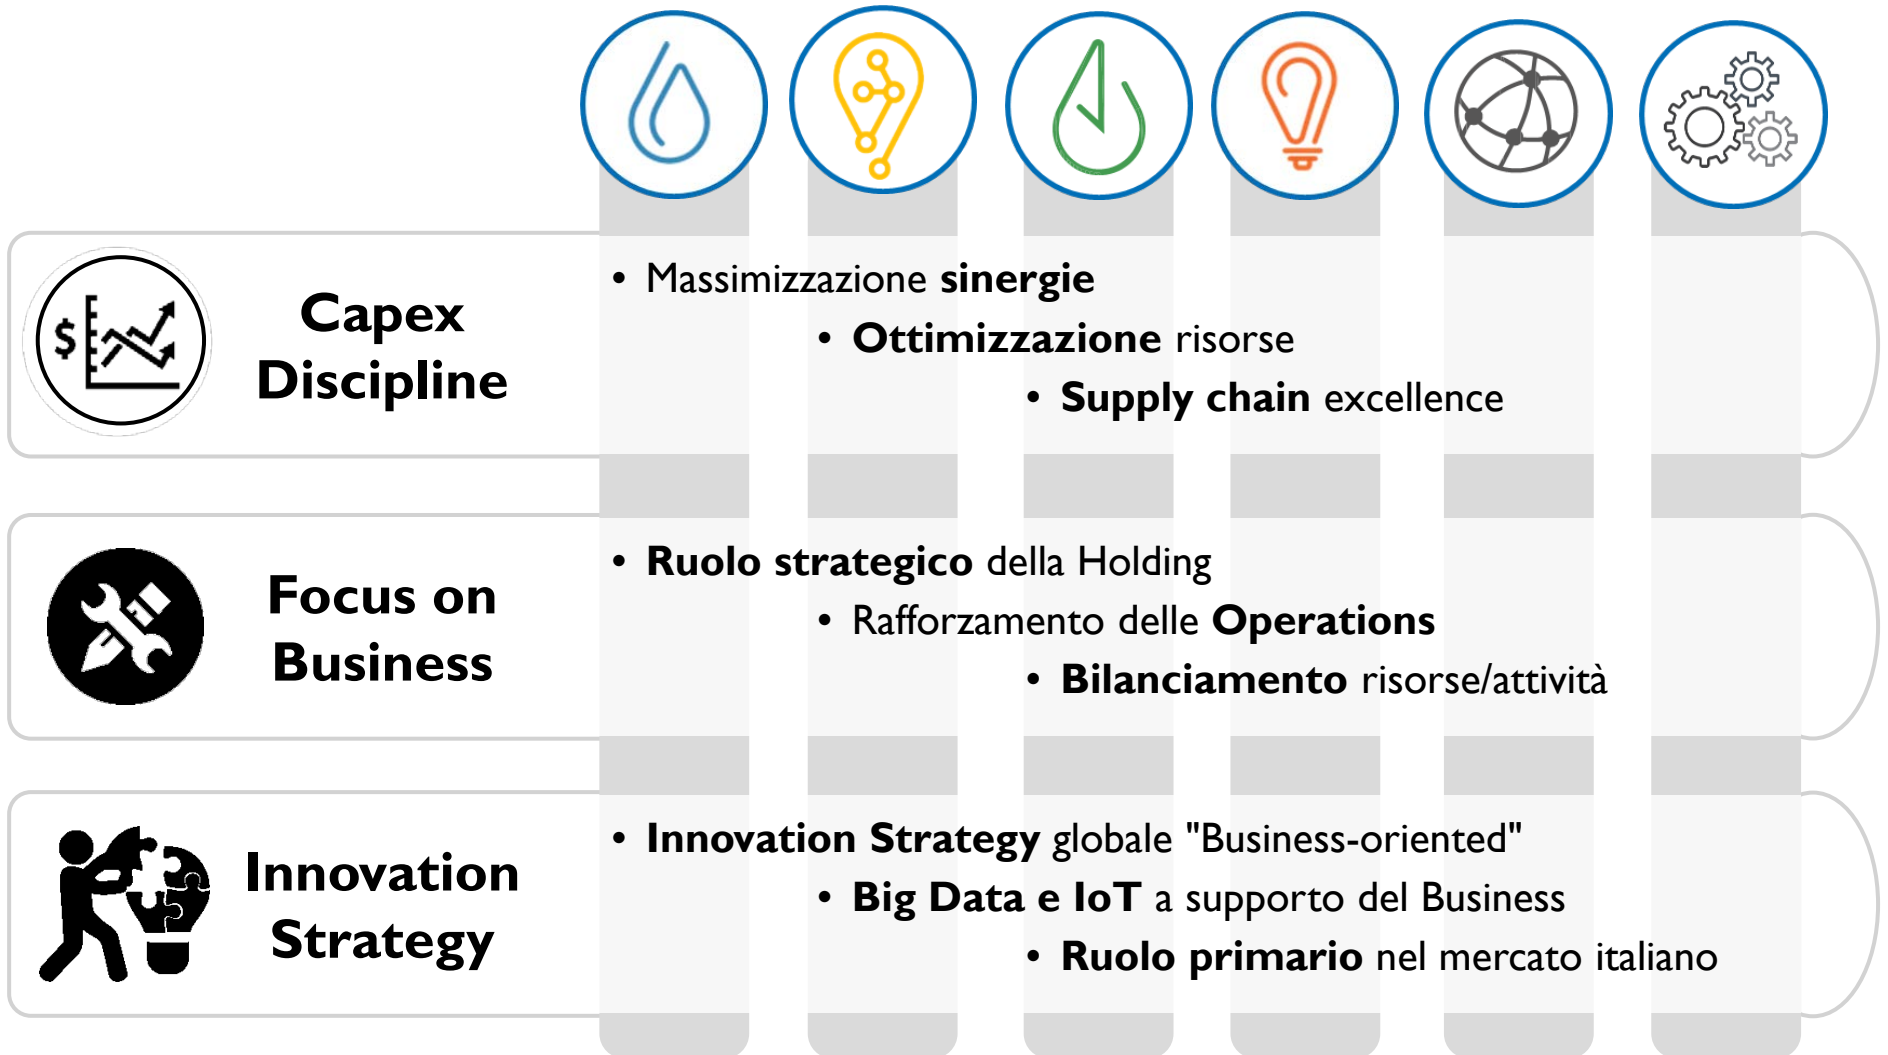 Capex
Discipline
• Massimizzazione sinergie
• Ottimizzazione risorse
• Supply chain excellence
Focus on
Business
• Ruolo strategico della Holding
• Rafforzamento delle Operations
• Bilanciamento risorse/attività
Innovation
Strategy
• Innovation Strategy globale "Business-oriented"
• Big Data e IoT a supporto del Business
• Ruolo primario nel mercato italiano